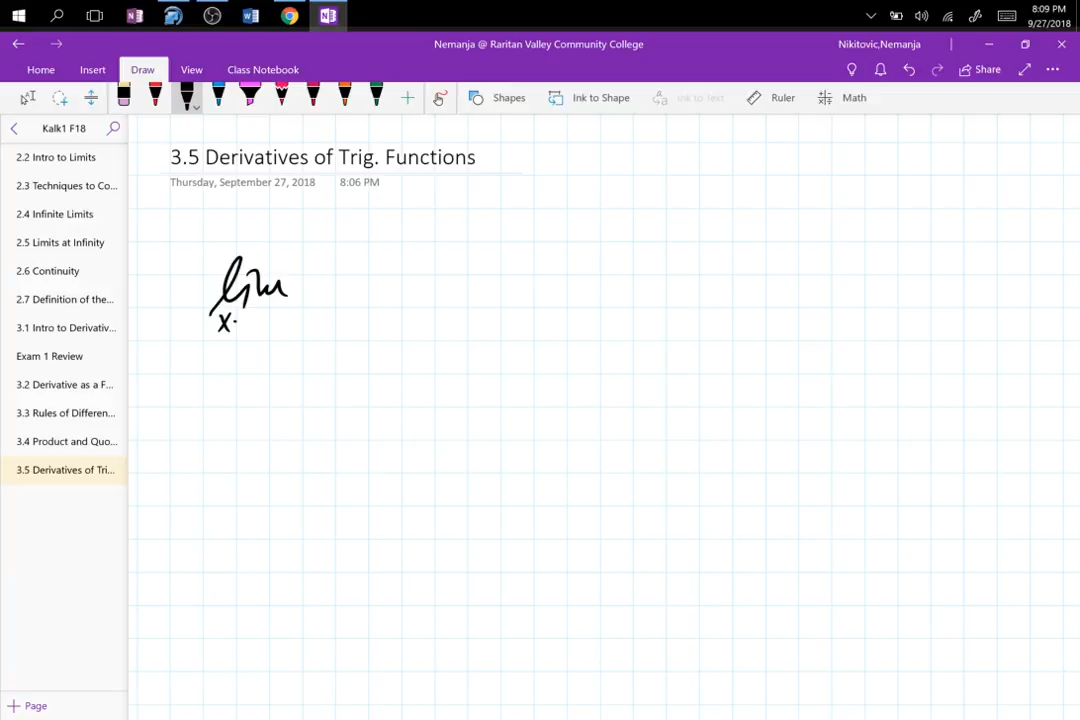 8:09 PM
9/27/2018
Nemanja @ Raritan Valley Community College
Nikitovic,Nemanja
Home Insert Draw View Class Notebook
Share
Shapes Ink to Shape Ink to Text Ruler Math
Kalk1 F18
2.2 Intro to Limits
2.3 Techniques to Co...
2.4 Infinite Limits
2.5 Limits at Infinity
2.6 Continuity
2.7 Definition of the...
3.1 Intro to Derivativ...
Exam 1 Review
3.2 Derivative as a F...
3.3 Rules of Differen...
3.4 Product and Quo...
3.5 Derivatives of Tri...
Page
3.5 Derivatives of Trig. Functions
Thursday, September 27, 2018 8:06 PM
lim
x